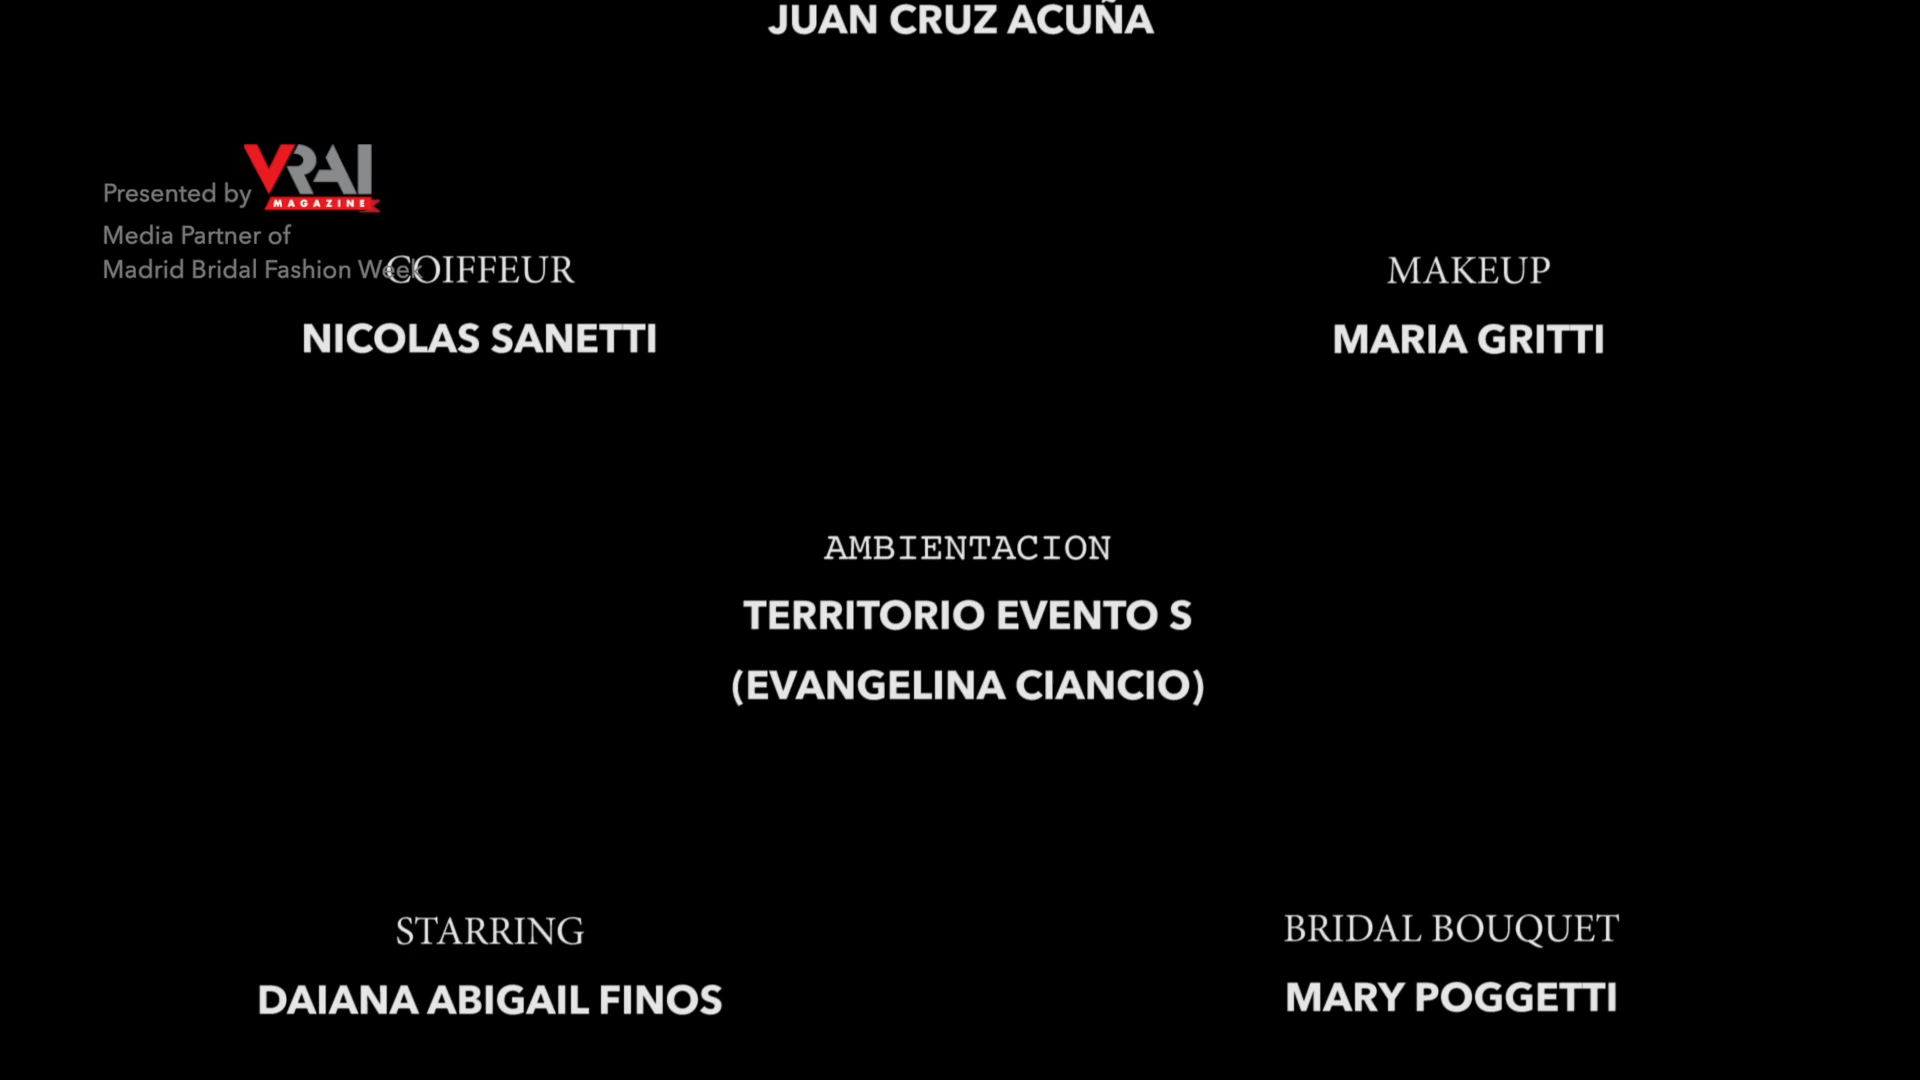 JUAN CRUZ ACUÑA
VRAI
MAGAZINE
Presented by
Media Partner of
Madrid Bridal Fashion Week
COIFFEUR
NICOLAS SANETTI
MAKEUP
MARIA GRITTI
AMBIENTACION
TERRITORIO EVENTO S
(EVANGELINA CIANCIO)
STARRING
DAIANA ABIGAIL FINOS
BRIDAL BOUQUET
MARY POGGETTI